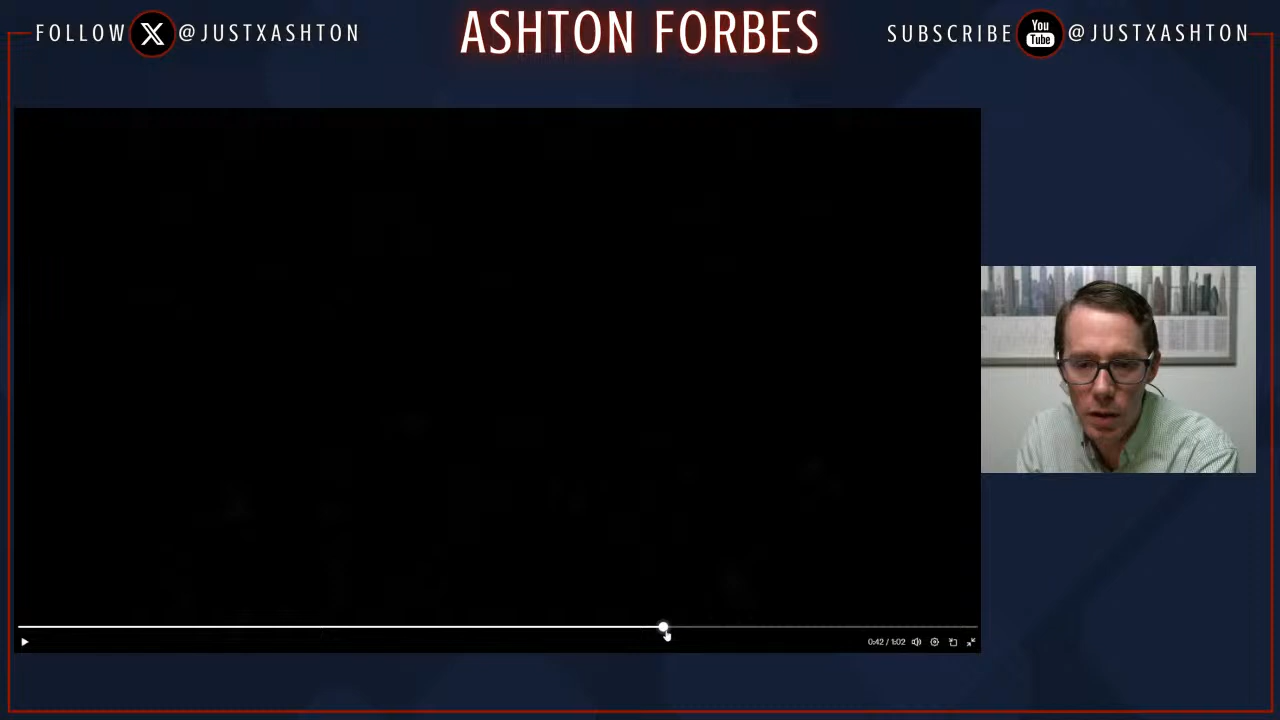 FOLLOW X @JUSTXASHTON
ASHTON FORBES
SUBSCRIBE You Tube @JUSTXASHTON
0:42 / 1:02